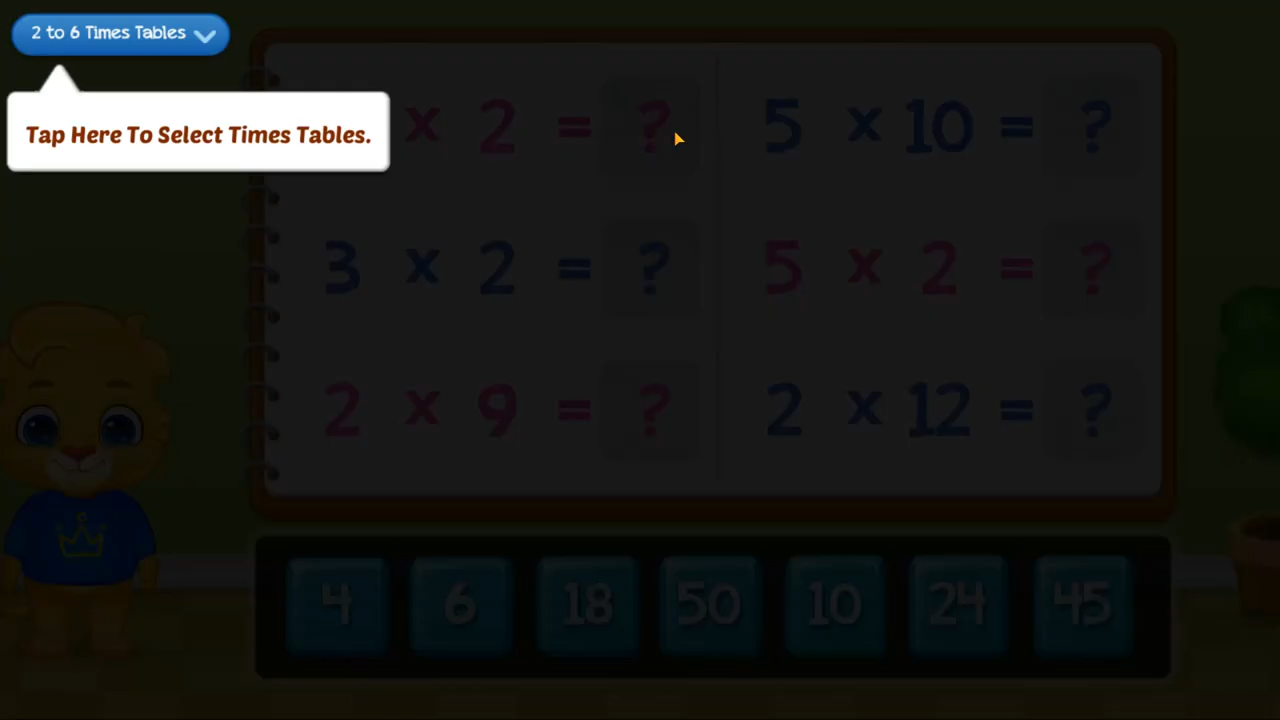 2 to 6 Times Tables
Tap Here To Select Times Tables.
x 2 = ?
5 x 10 = ?
3 x 2 = ?
5 x 2 = ?
2 x 9 = ?
2 x 12 = ?
4 6 18 50 10 24 45